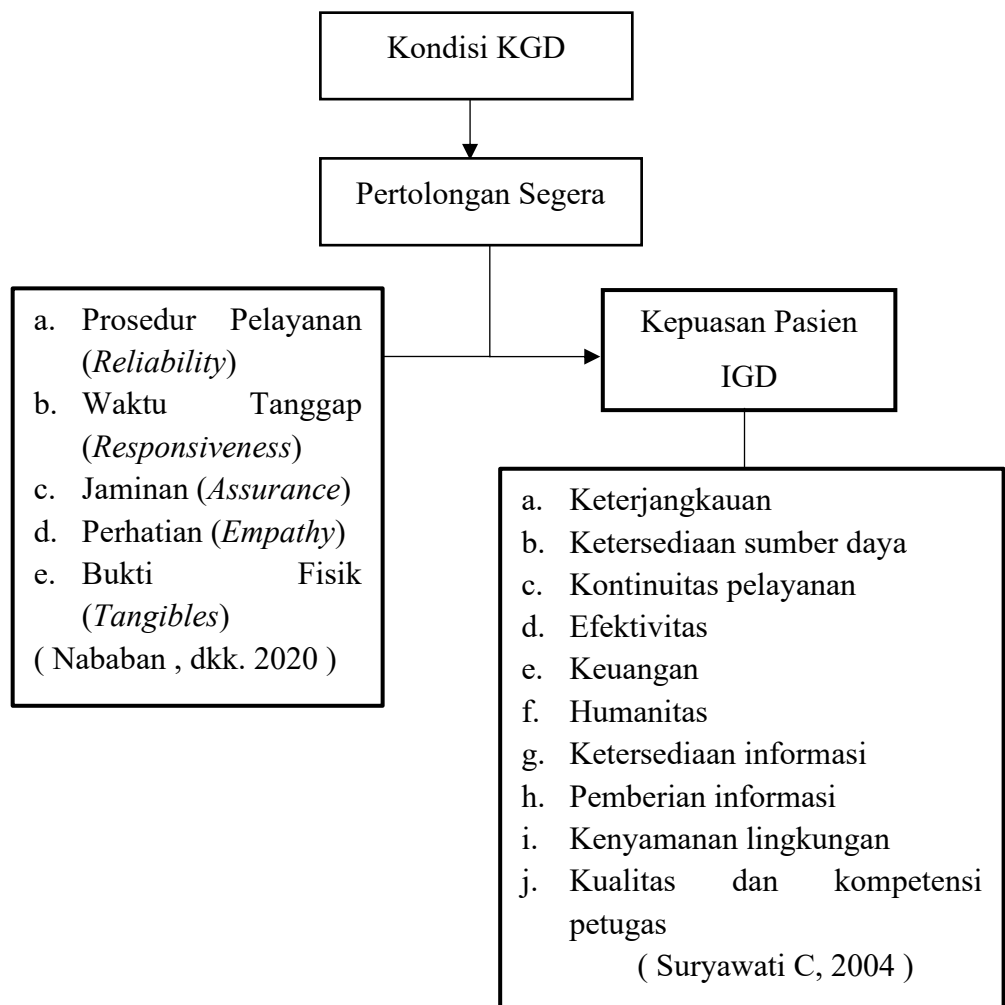 Kondisi KGD
Pertolongan Segera
a. Prosedur Pelayanan
(Reliability)
b. Waktu Tanggap
(Responsiveness)
c. Jaminan (Assurance)
d. Perhatian (Empathy)
e. Bukti Fisik
(Tangibles)
( Nababan , dkk. 2020 )
Kepuasan Pasien
IGD
a. Keterjangkauan
b. Ketersediaan sumber daya
c. Kontinuitas pelayanan
d. Efektivitas
e. Keuangan
f. Humanitas
g. Ketersediaan informasi
h. Pemberian informasi
i. Kenyamanan lingkungan
j. Kualitas dan kompetensi
petugas
( Suryawati C, 2004 )